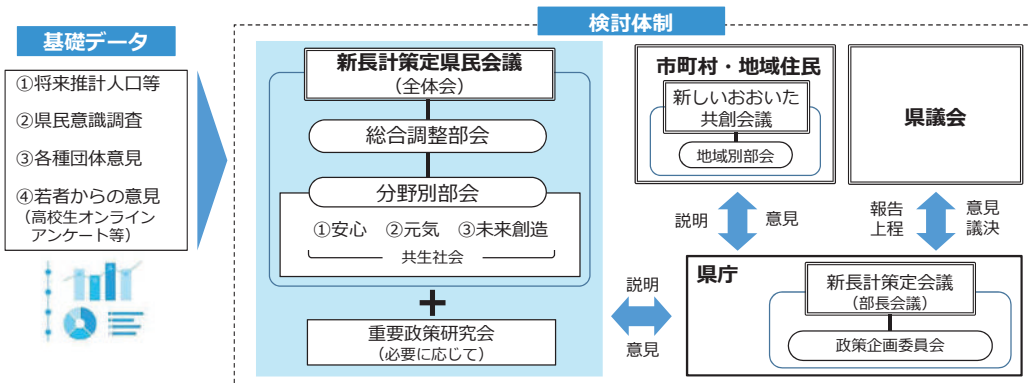 基礎データ
①将来推計人口等
②県民意識調査
③各種団体意見
④若者からの意見
（高校生オンライン
アンケート等）
検討体制
新長計策定県民会議
（全体会）
総合調整部会
分野別部会
①安心　②元気　③未来創造
共生社会
＋
重要政策研究会
（必要に応じて）
市町村・地域住民
新しいおおいた
共創会議
地域別部会
県議会
説明
意見
報告
上程
意見
議決
説明
意見
県庁
新長計策定会議
（部長会議）
政策企画委員会